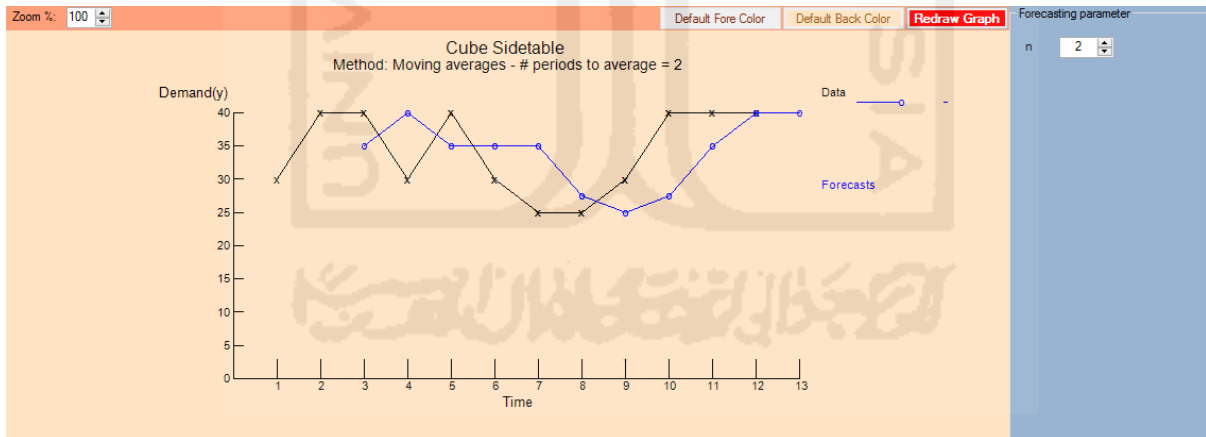 Zoom %: 100 Default Fore Color Default Back Color Redraw Graph Forecasting parameter
n 2
Cube Sidetable
Method: Moving averages - # periods to average = 2
Demand(y)
Data
40
35
30
Forecasts
25
20
15
10
5
0
1 2 3 4 5 6 7 8 9 10 11 12 13
Time